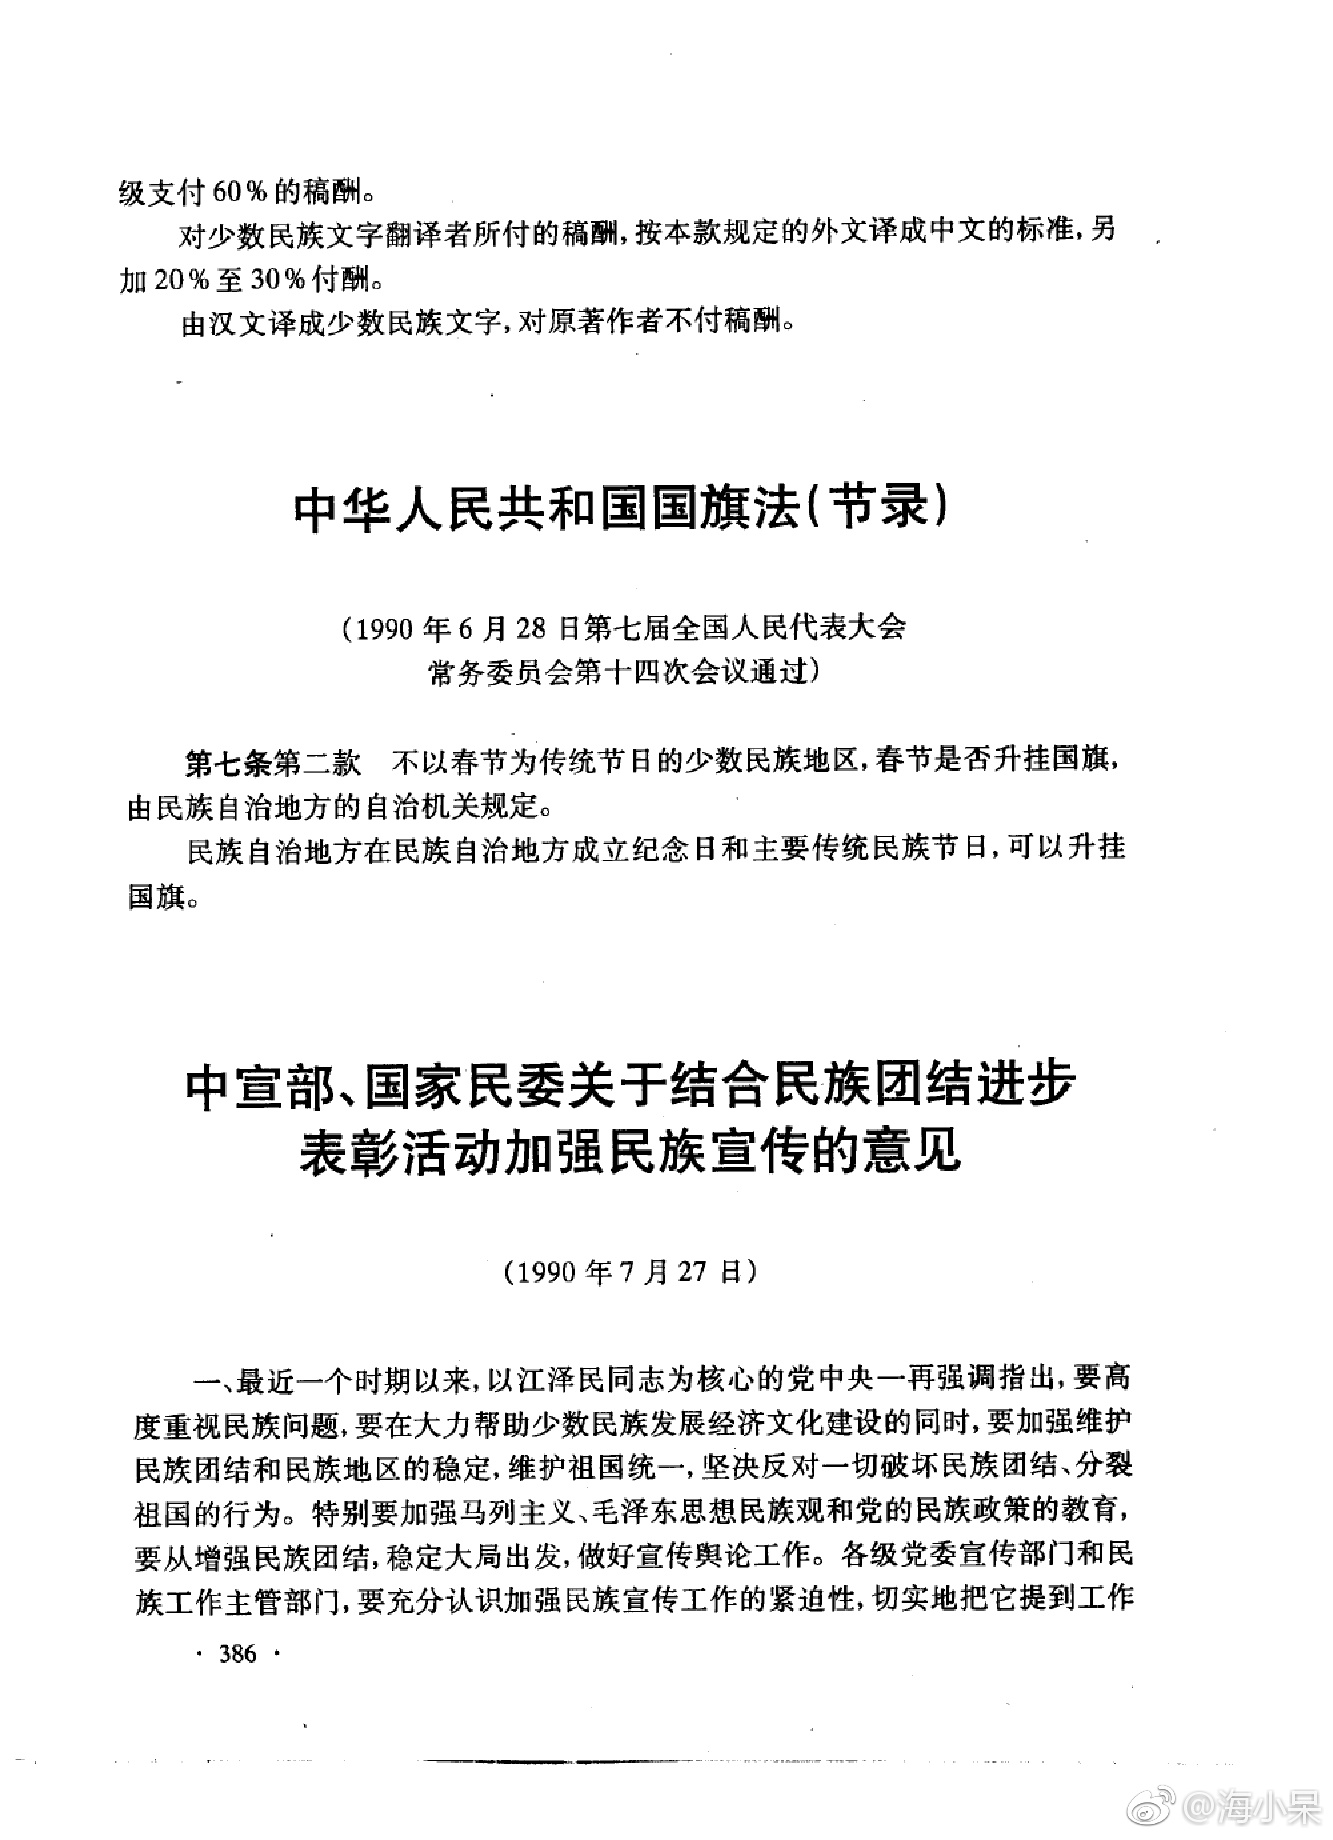 级支付60%的稿酬。
对少数民族文字翻译者所付的稿酬,按本款规定的外文译成中文的标准,另
加20%至30%付酬。
由汉文译成少数民族文字,对原著作者不付稿酬。
中华人民共和国国旗法(节录)
(1990年6月28日第七届全国人民代表大会
常务委员会第十四次会议通过)
第七条第二款 不以春节为传统节日的少数民族地区,春节是否升挂国旗,
由民族自治地方的自治机关规定。
民族自治地方在民族自治地方成立纪念日和主要传统民族节日,可以升挂
国旗。
中宣部、国家民委关于结合民族团结进步
表彰活动加强民族宣传的意见
(1990年7月27日)
一、最近一个时期以来,以江泽民同志为核心的党中央一再强调指出,要高
度重视民族问题,要在大力帮助少数民族发展经济文化建设的同时,要加强维护
民族团结和民族地区的稳定,维护祖国统一,坚决反对一切破坏民族团结、分裂
祖国的行为。特别要加强马列主义、毛泽东思想民族观和党的民族政策的教育,
要从增强民族团结,稳定大局出发,做好宣传舆论工作。各级党委宣传部门和民
族工作主管部门,要充分认识加强民族宣传工作的紧迫性,切实地把它提到工作
· 386 ·
@海小呆